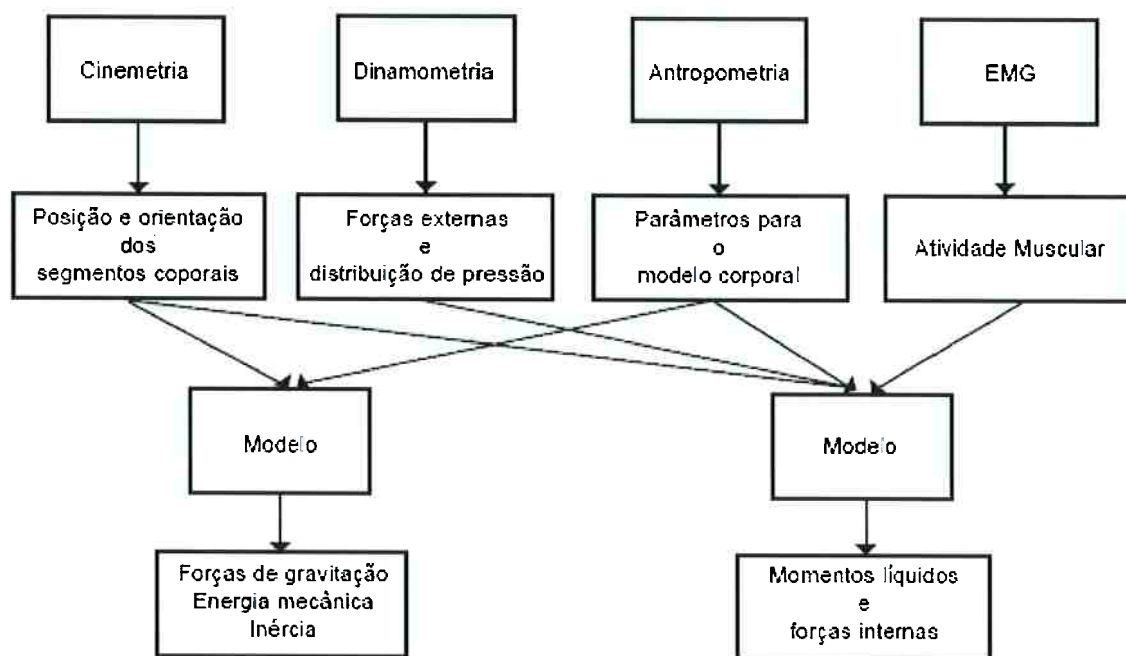 Cinemetria
Dinamometria
Antropometria
EMG
Posição e orientação
dos
segmentos coporais
Forças externas
e
distribuição de pressão
Parâmetros para
o
modelo corporal
Atividade Muscular
Modelo
Modelo
Forças de gravitação
Energia mecânica
Inércia
Momentos líquidos
e
forças internas